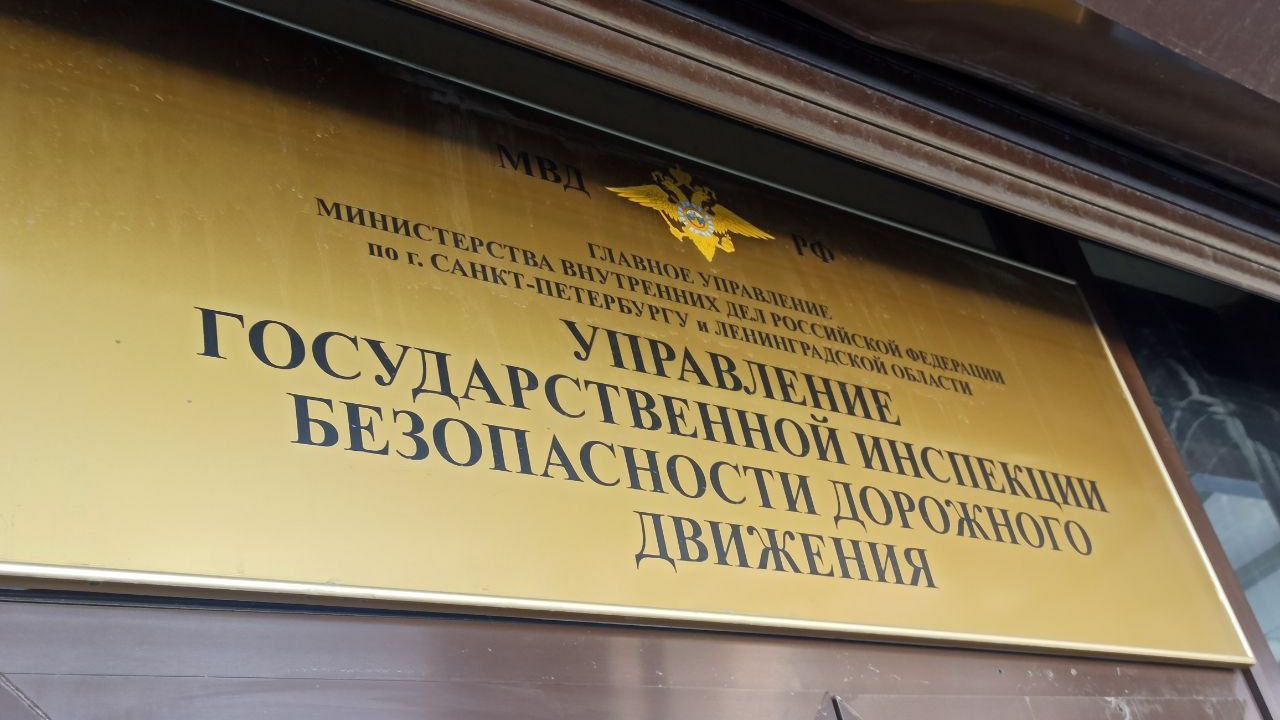 МВД РФ
ГЛАВНОЕ УПРАВЛЕНИЕ
МИНИСТЕРСТВА ВНУТРЕННИХ ДЕЛ РОССИЙСКОЙ ФЕДЕРАЦИИ
по г. САНКТ-ПЕТЕРБУРГУ и ЛЕНИНГРАДСКОЙ ОБЛАСТИ
УПРАВЛЕНИЕ
ГОСУДАРСТВЕННОЙ ИНСПЕКЦИИ
БЕЗОПАСНОСТИ ДОРОЖНОГО
ДВИЖЕНИЯ